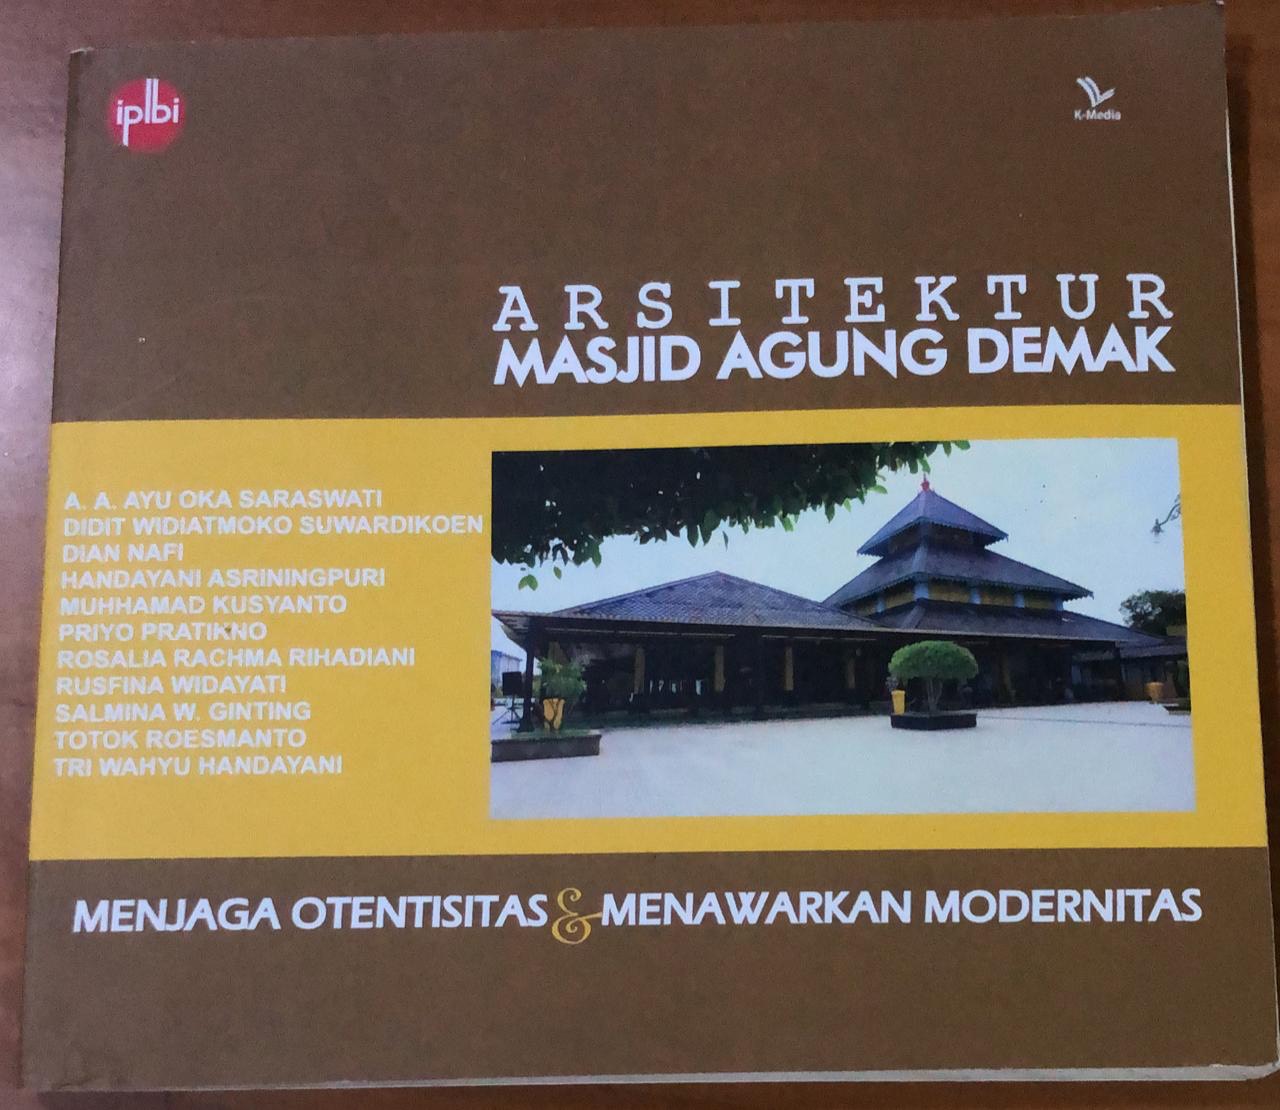 iplbi
K-Media
ARSITEKTUR
MASJID AGUNG DEMAK
A. A. AYU OKA SARASWATI
DIDIT WIDIATMOKO SUWARDIKOEN
DIAN NAFI
HANDAYANI ASRININGPURI
MUHHAMAD KUSYANTO
PRIYO PRATIKNO
ROSALIA RACHMA RIHADIANI
RUSFINA WIDAYATI
SALMINA W. GINTING
TOTOK ROESMANTO
TRI WAHYU HANDAYANI
MENJAGA OTENTISITAS & MENAWARKAN MODERNITAS